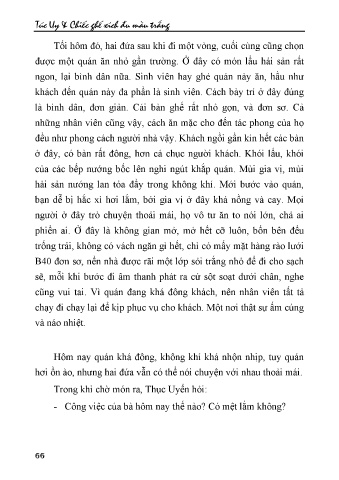 Túc Uy & Chiếc ghế xích đu màu trắng
Tối hôm đó, hai đứa sau khi đi một vòng, cuối cùng cũng chọn
được một quán ăn nhỏ gần trường. Ở đây có món lẩu hải sản rất
ngon, lại bình dân nữa. Sinh viên hay ghé quán này ăn, hầu như
khách đến quán này đa phần là sinh viên. Cách bày trí ở đây đúng
là bình dân, đơn giản. Cái bàn ghế rất nhỏ gọn, và đơn sơ. Cả
những nhân viên cũng vậy, cách ăn mặc cho đến tác phong của họ
đều như phong cách người nhà vậy. Khách ngồi gần kín hết các bàn
ở đây, có bàn rất đông, hơn cả chục người khách. Khói lẩu, khói
của các bếp nướng bốc lên nghi ngút khắp quán. Mùi gia vị, mùi
hải sản nướng lan tỏa đầy trong không khí. Mới bước vào quán,
bạn dễ bị hắc xì hơi lắm, bởi gia vị ở đây khá nồng và cay. Mọi
người ở đây trò chuyện thoải mái, họ vô tư ăn to nói lớn, chả ai
phiền ai. Ở đây là không gian mở, mở hết cỡ luôn, bốn bên đều
trống trải, không có vách ngăn gì hết, chỉ có mấy mặt hàng rào lưới
B40 đơn sơ, nền nhà được rãi một lớp sỏi trắng nhỏ để đi cho sạch
sẽ, mỗi khi bước đi âm thanh phát ra cứ sột soạt dưới chân, nghe
cũng vui tai. Vì quán đang khá đông khách, nên nhân viên tất tả
chạy đi chạy lại để kịp phục vụ cho khách. Một nơi thật sự ấm cúng
và náo nhiệt.
Hôm nay quán khá đông, không khí khá nhộn nhịp, tuy quán
hơi ồn ào, nhưng hai đứa vẫn có thể nói chuyện với nhau thoải mái.
Trong khi chờ món ra, Thục Uyển hỏi:
- Công việc của bà hôm nay thế nào? Có mệt lắm không?
66